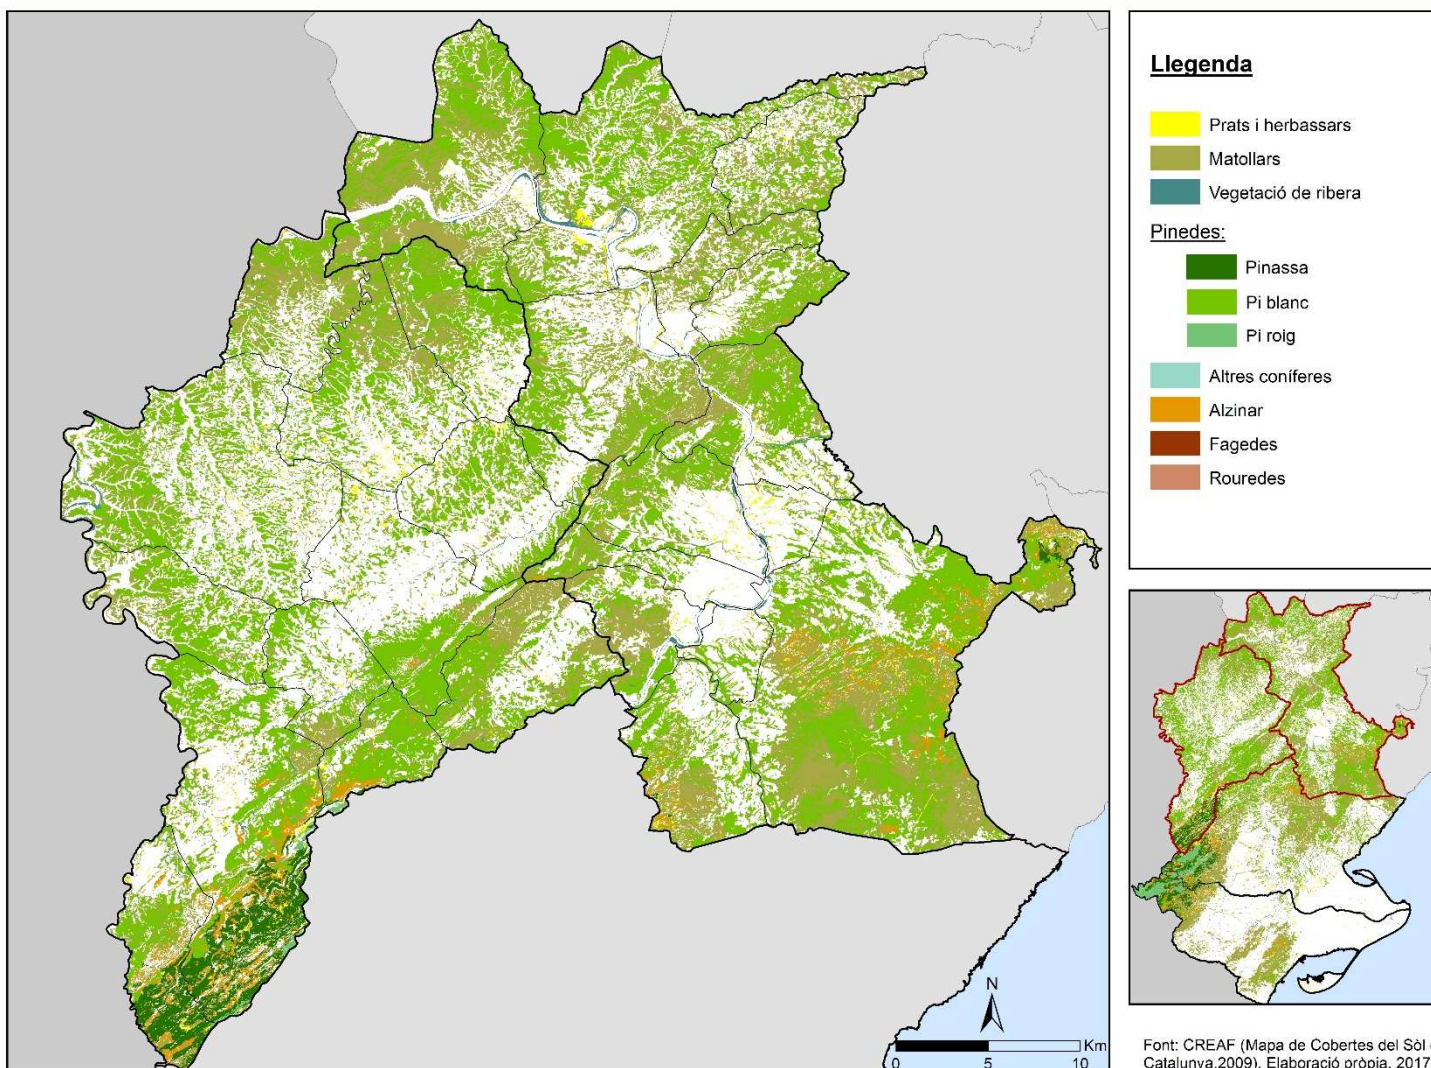 Llegenda
Prats i herbassars
Matollars
Vegetació de ribera
Pinedes:
Pinassa
Pi blanc
Pi roig
Altres coníferes
Alzinar
Fagedes
Rouredes
N
Km
0 5 10
Font: CREAF (Mapa de Cobertes del Sòl
Catalunya,2009). Elaboració pròpia, 2017